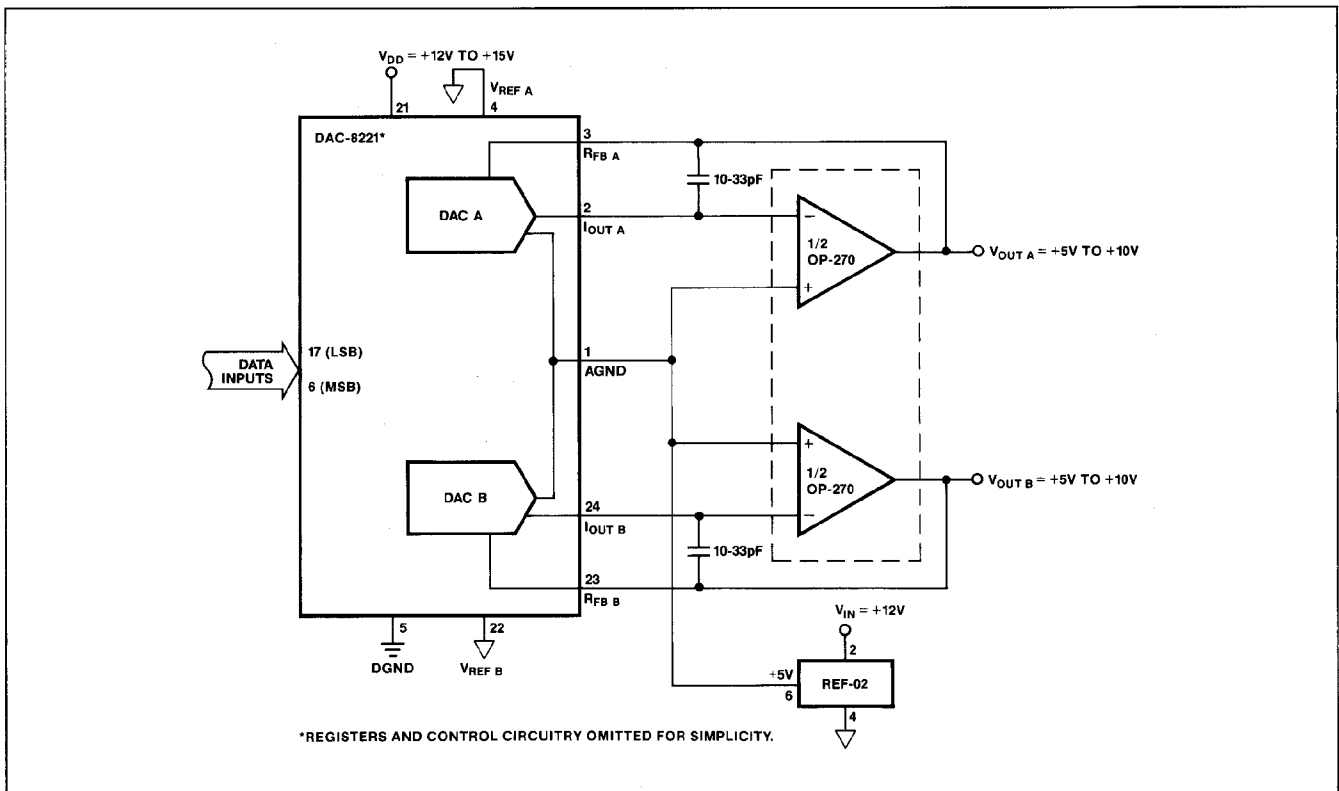 V_DD = +12V TO +15V
V_REF A
21
4
DAC-8221*
3
R_FB A
10-33pF
DAC A
2
I_OUT A
−
1/2
OP-270
+
V_OUT A = +5V TO +10V
17 (LSB)
DATA
INPUTS
6 (MSB)
1
AGND
+
1/2
OP-270
−
V_OUT B = +5V TO +10V
DAC B
24
I_OUT B
10-33pF
23
R_FB B
V_IN = +12V
2
5
22
DGND
V_REF B
+5V
6
REF-02
4
*REGISTERS AND CONTROL CIRCUITRY OMITTED FOR SIMPLICITY.